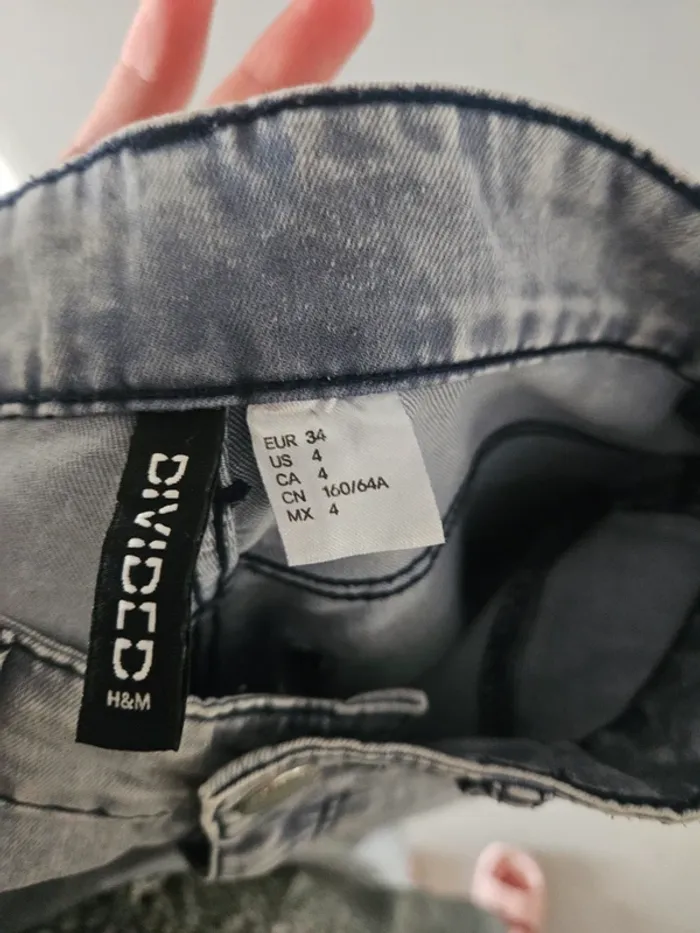 DIVIDED
H&M
EUR 34
US 4
CA 4
CN 160/64A
MX 4